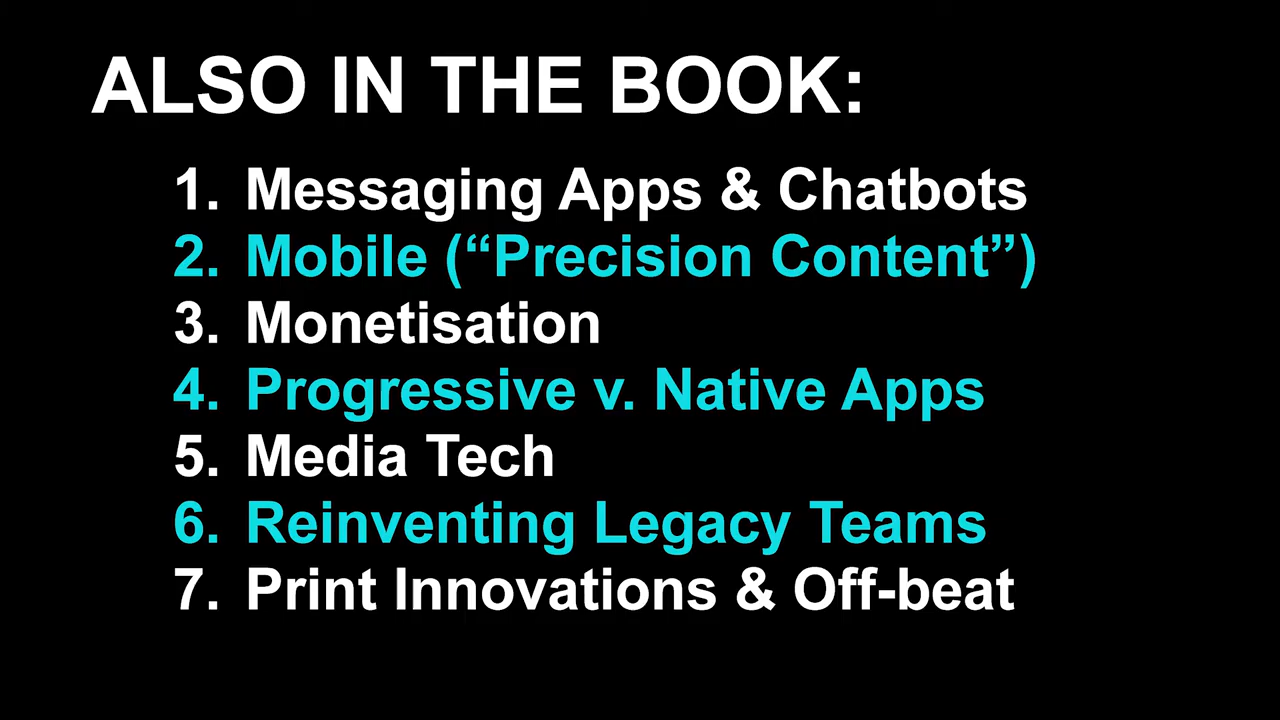 ALSO IN THE BOOK:
1. Messaging Apps & Chatbots
2. Mobile (“Precision Content”)
3. Monetisation
4. Progressive v. Native Apps
5. Media Tech
6. Reinventing Legacy Teams
7. Print Innovations & Off-beat